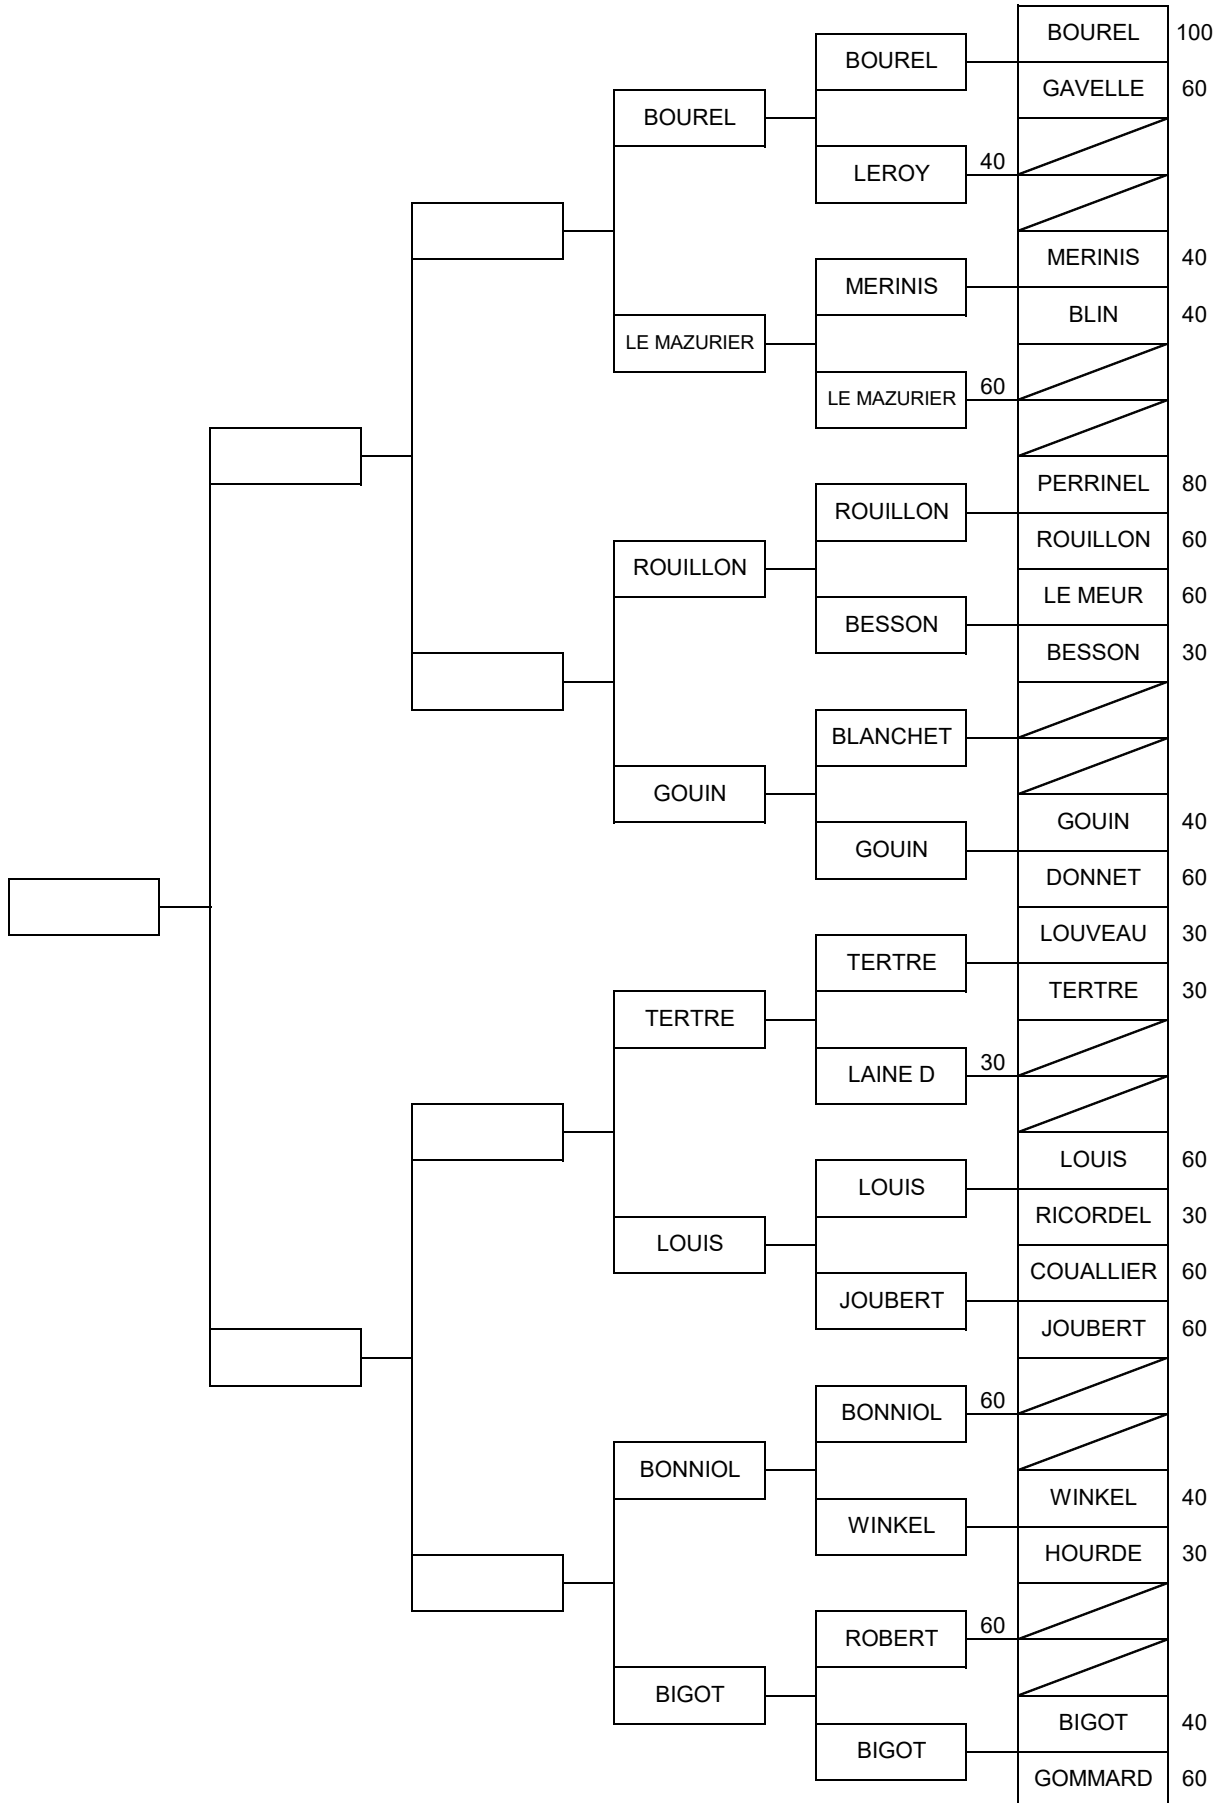 BOUREL 100
BOUREL
GAVELLE 60
BOUREL
LEROY 40
MERINIS 40
MERINIS
BLIN 40
LE MAZURIER
LE MAZURIER 60
PERRINEL 80
ROUILLON
ROUILLON 60
ROUILLON
LE MEUR 60
BESSON
BESSON 30
BLANCHET
GOUIN
GOUIN 40
GOUIN
DONNET 60
LOUVEAU 30
TERTRE
TERTRE 30
TERTRE
LAINE D 30
LOUIS 60
LOUIS
RICORDEL 30
LOUIS
COUALLIER 60
JOUBERT
JOUBERT 60
BONNIOL 60
BONNIOL
WINKEL 40
WINKEL
HOURDE 30
ROBERT 60
BIGOT
BIGOT 40
BIGOT
GOMMARD 60